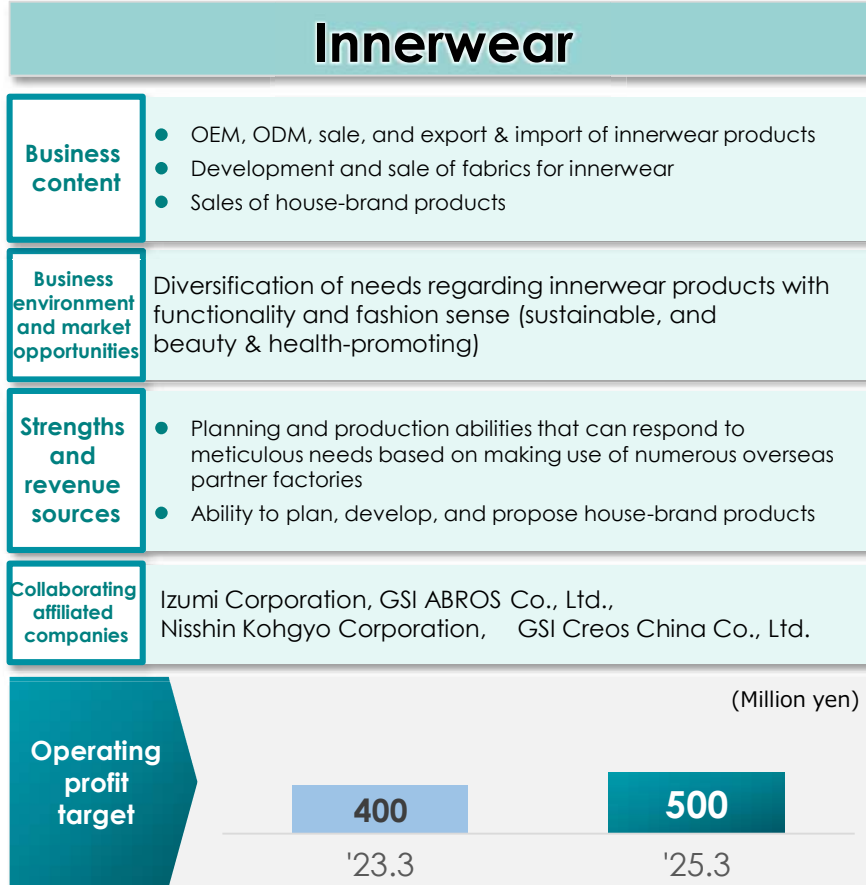 Innerwear
Business
content
● OEM, ODM, sale, and export & import of innerwear products
● Development and sale of fabrics for innerwear
● Sales of house-brand products
Business
environment
and market
opportunities
Diversification of needs regarding innerwear products with
functionality and fashion sense (sustainable, and
beauty & health-promoting)
Strengths
and
revenue
sources
● Planning and production abilities that can respond to
meticulous needs based on making use of numerous overseas
partner factories
● Ability to plan, develop, and propose house-brand products
Collaborating
affiliated
companies
Izumi Corporation, GSI ABROS Co., Ltd.,
Nisshin Kohgyo Corporation, GSI Creos China Co., Ltd.
Operating
profit
target
(Million yen)
400
500
'23.3
'25.3